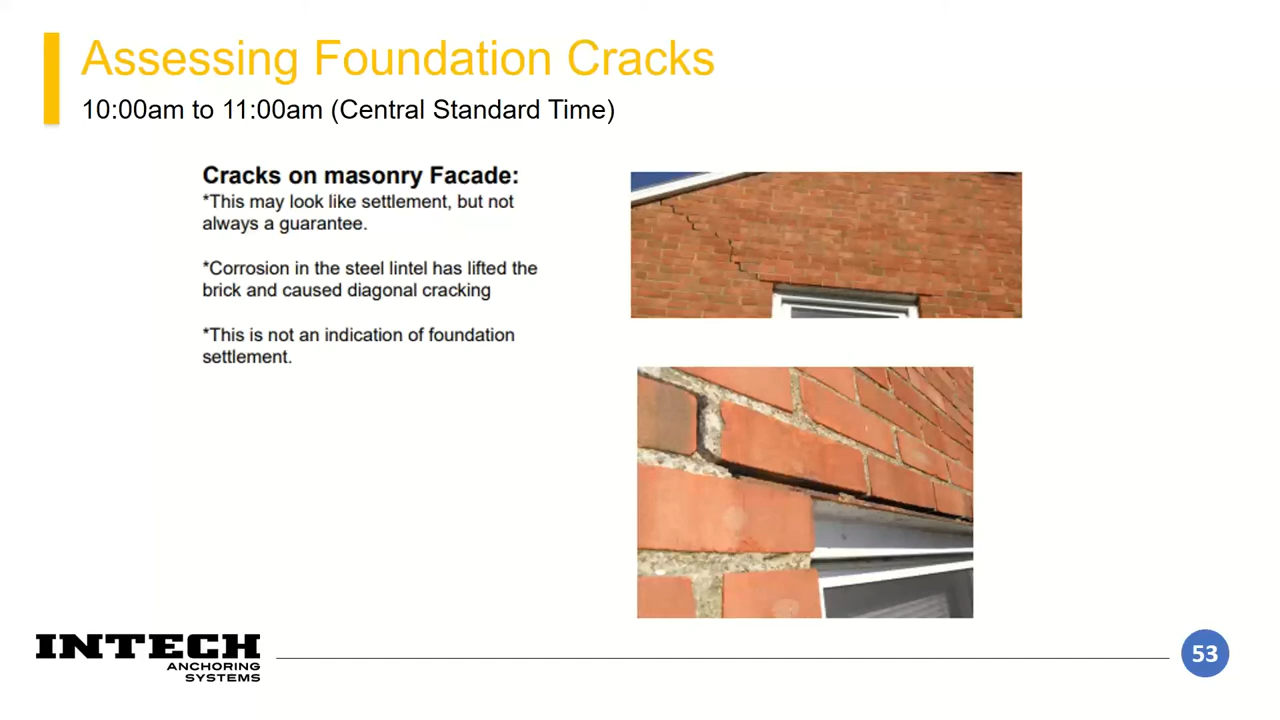 Assessing Foundation Cracks
10:00am to 11:00am (Central Standard Time)
Cracks on masonry Facade:
*This may look like settlement, but not
always a guarantee.
*Corrosion in the steel lintel has lifted the
brick and caused diagonal cracking
*This is not an indication of foundation
settlement.
INTECH
ANCHORING
SYSTEMS
53